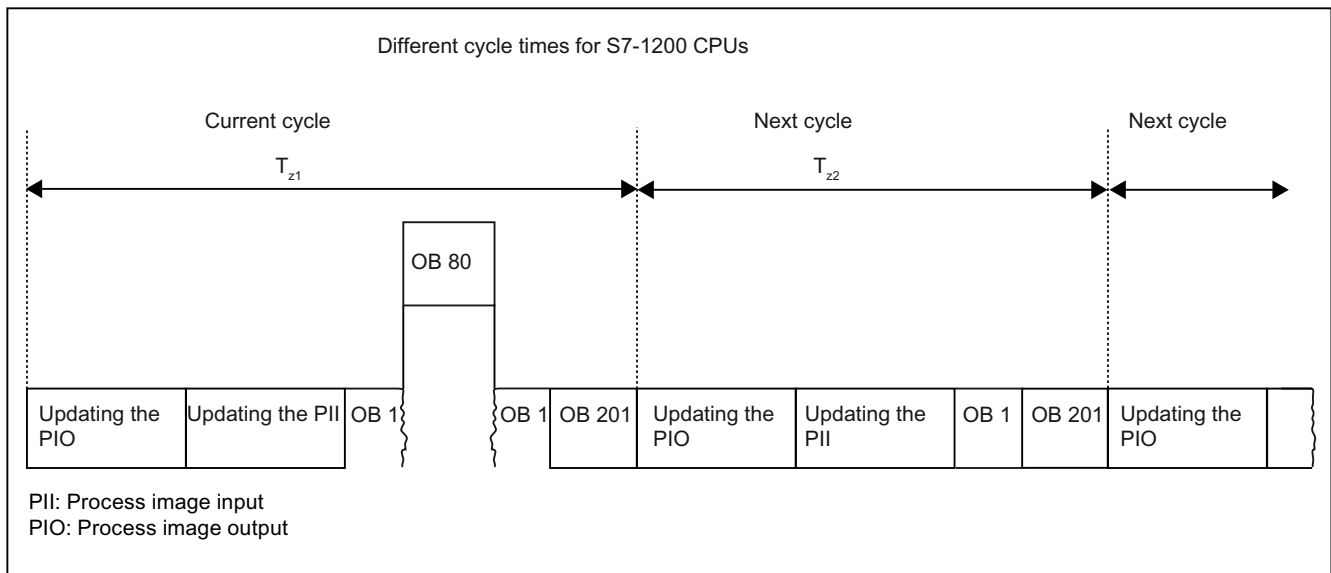 Different cycle times for S7-1200 CPUs
Current cycle
Next cycle
Next cycle
Tz1
Tz2
OB 80
Updating the
PIO
Updating the PII
OB 1
OB 1
OB 201
Updating the
PIO
Updating the
PII
OB 1
OB 201
Updating the
PIO
PII: Process image input
PIO: Process image output